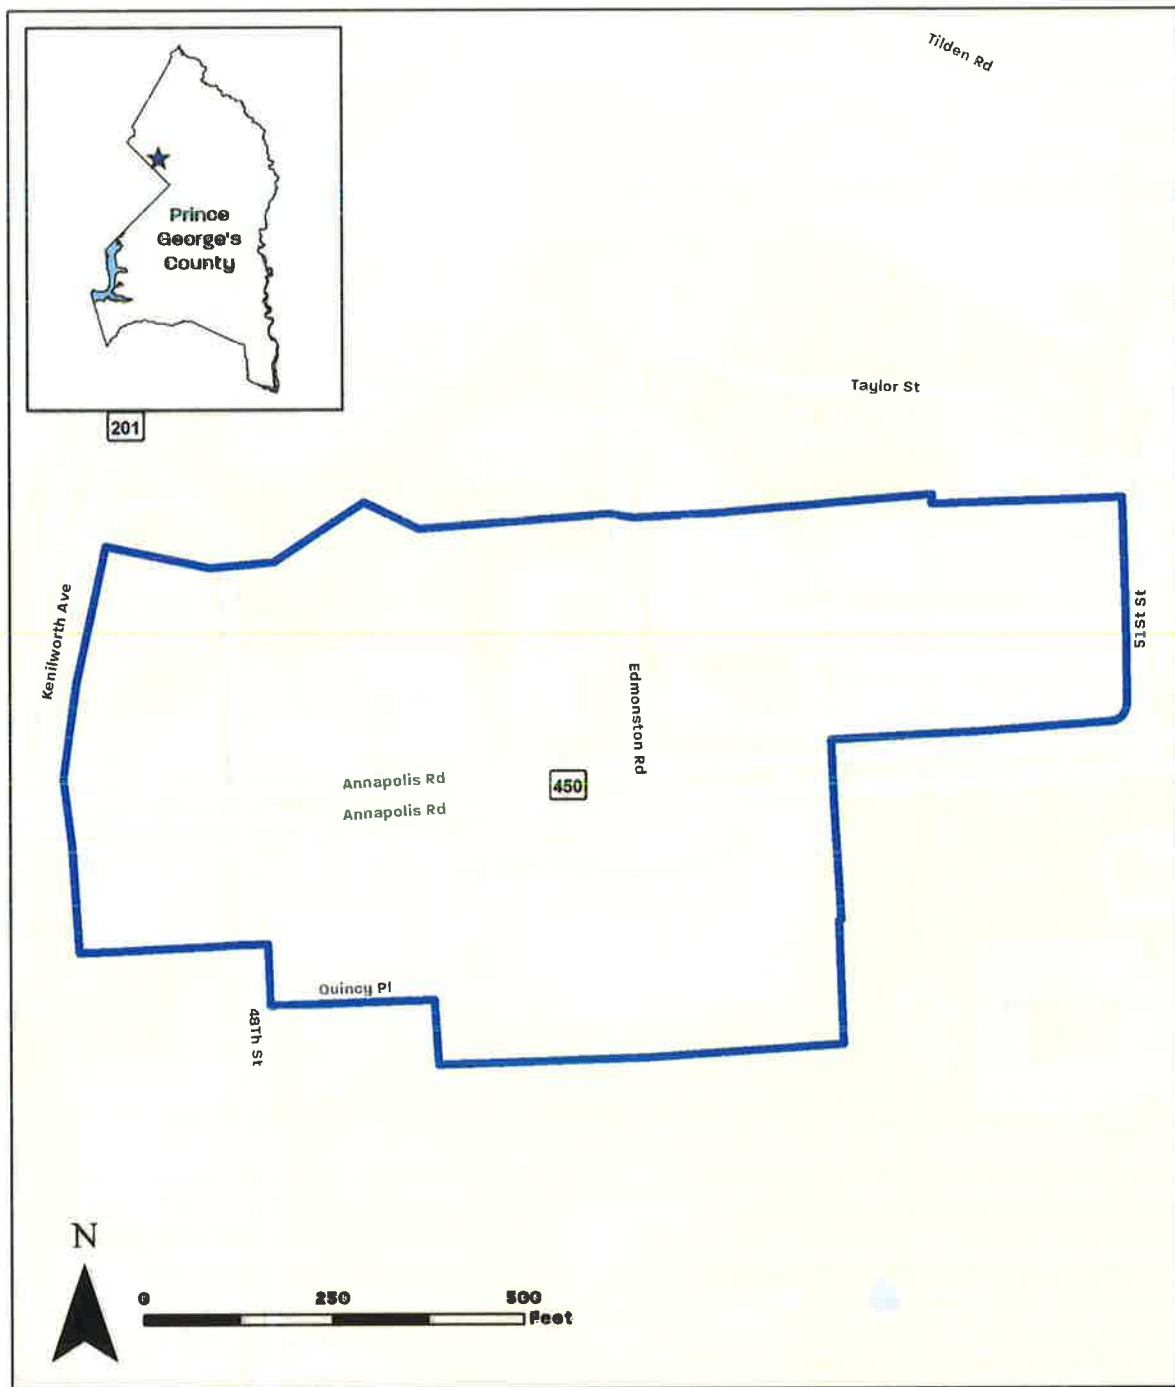 Tilden Rd
Prince
George's
County
Taylor St
201
Kenilworth Ave
51St St
Edmonston Rd
Annapolis Rd
450
Annapolis Rd
Quincy Pl
48Th St
N
0 250 500
Feet